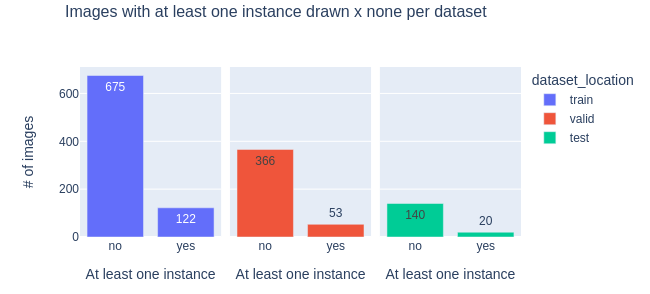 Images with at least one instance drawn x none per dataset
dataset_location
train
valid
test
# of images
600
400
200
0
675
122
366
53
140
20
no yes no yes no yes
At least one instance At least one instance At least one instance